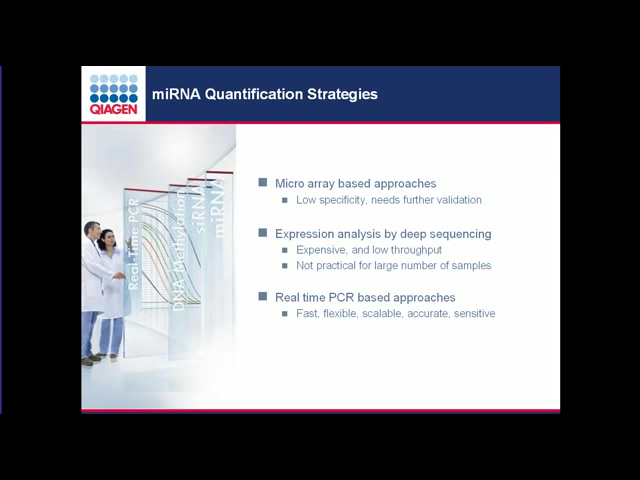 QIAGEN
miRNA Quantification Strategies
Real Time PCR
DNA Methylation
siRNA
miRNA
Micro array based approaches
Low specificity, needs further validation
Expression analysis by deep sequencing
Expensive, and low throughput
Not practical for large number of samples
Real time PCR based approaches
Fast, flexible, scalable, accurate, sensitive